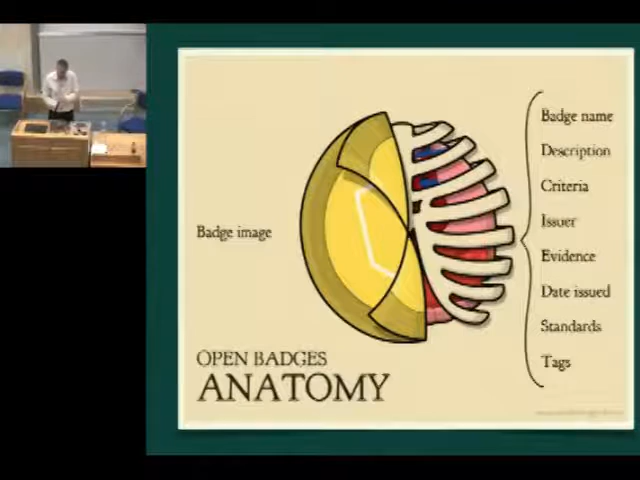 Badge name
Description
Criteria
Issuer
Badge image
Evidence
Date issued
Standards
Tags
OPEN BADGES
ANATOMY